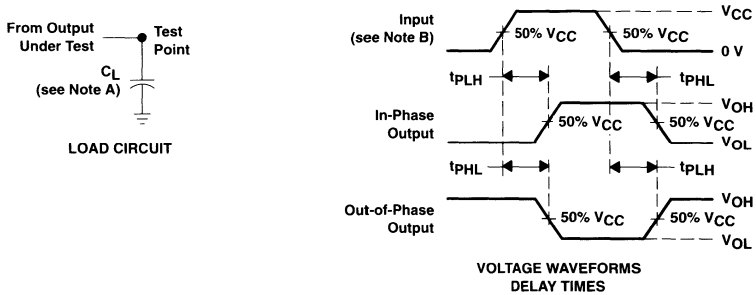 From Output
Under Test
Test
Point
CL
(see Note A)
LOAD CIRCUIT
Input
(see Note B)
50% VCC
50% VCC
VCC
0 V
tPLH
tPHL
In-Phase
Output
50% VCC
50% VCC
VOH
VOL
tPHL
tPLH
Out-of-Phase
Output
50% VCC
50% VCC
VOH
VOL
VOLTAGE WAVEFORMS
DELAY TIMES